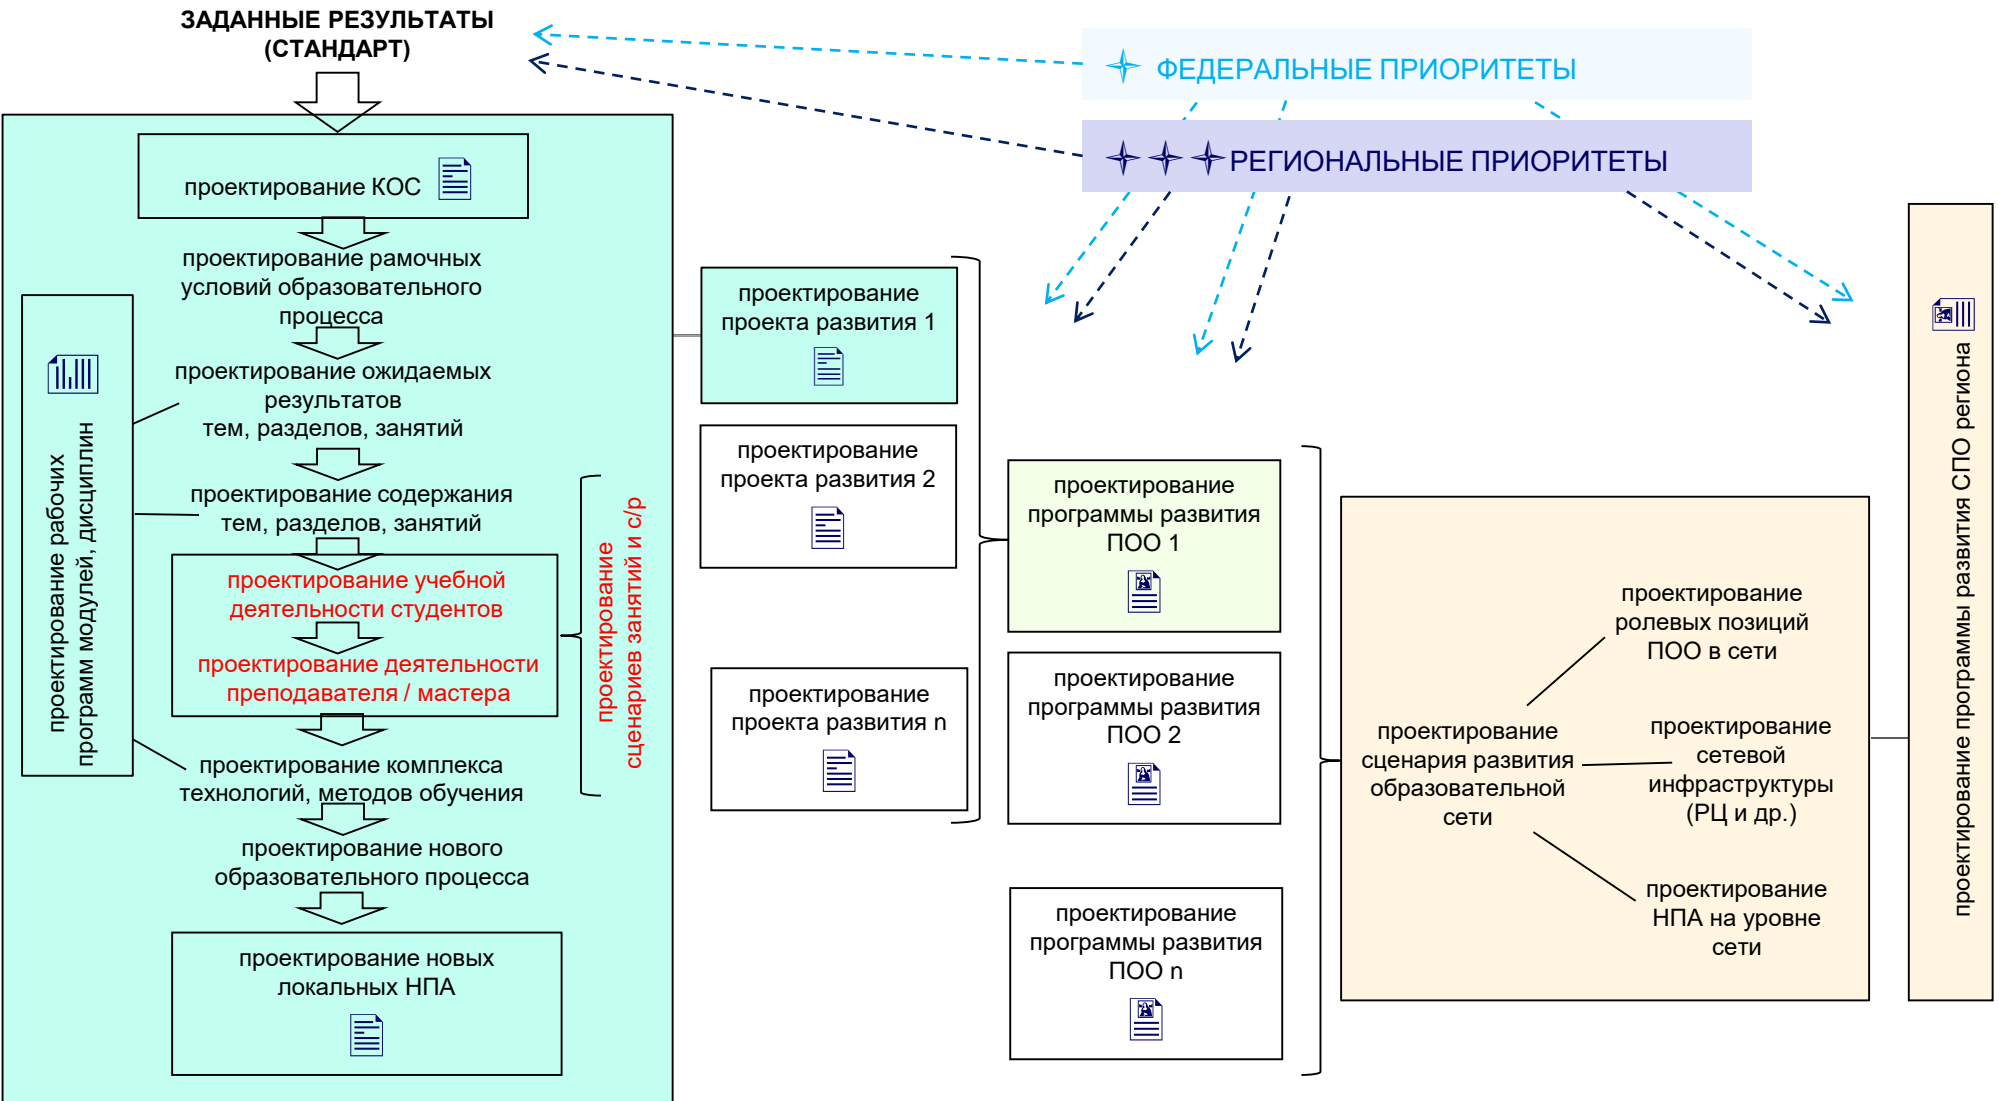 ЗАДАННЫЕ РЕЗУЛЬТАТЫ
(СТАНДАРТ)
ФЕДЕРАЛЬНЫЕ ПРИОРИТЕТЫ
РЕГИОНАЛЬНЫЕ ПРИОРИТЕТЫ
проектирование КОС
проектирование рамочных
условий образовательного
процесса
проектирование ожидаемых
результатов
тем, разделов, занятий
проектирование содержания
тем, разделов, занятий
проектирование учебной
деятельности студентов
проектирование деятельности
преподавателя / мастера
проектирование комплекса
технологий, методов обучения
проектирование нового
образовательного процесса
проектирование новых
локальных НПА
проектирование рабочих
программ модулей, дисциплин
проектирование
сценариев занятий и с/р
проектирование
проекта развития 1
проектирование
проекта развития 2
проектирование
проекта развития n
проектирование
программы развития
ПОО 1
проектирование
программы развития
ПОО 2
проектирование
программы развития
ПОО n
проектирование
сценария развития
образовательной
сети
проектирование
ролевых позиций
ПОО в сети
проектирование
сетевой
инфраструктуры
(РЦ и др.)
проектирование
НПА на уровне
сети
проектирование программы развития СПО региона